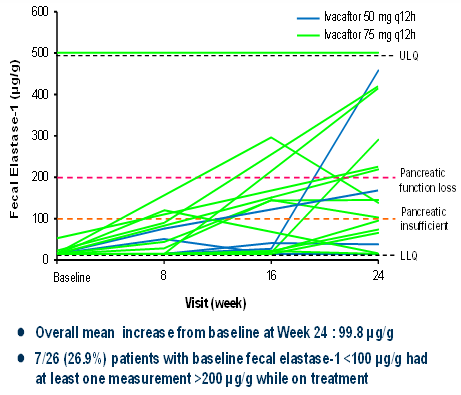 Ivacaftor 50 mg q12h
Ivacaftor 75 mg q12h
Fecal Elastase-1 (µg/g)
600
500
400
300
200
100
0
ULQ
Pancreatic
function loss
Pancreatic
insufficient
LLQ
Baseline
8
16
24
Visit (week)
Overall mean increase from baseline at Week 24 : 99.8 µg/g
7/26 (26.9%) patients with baseline fecal elastase-1 <100 µg/g had
at least one measurement >200 µg/g while on treatment